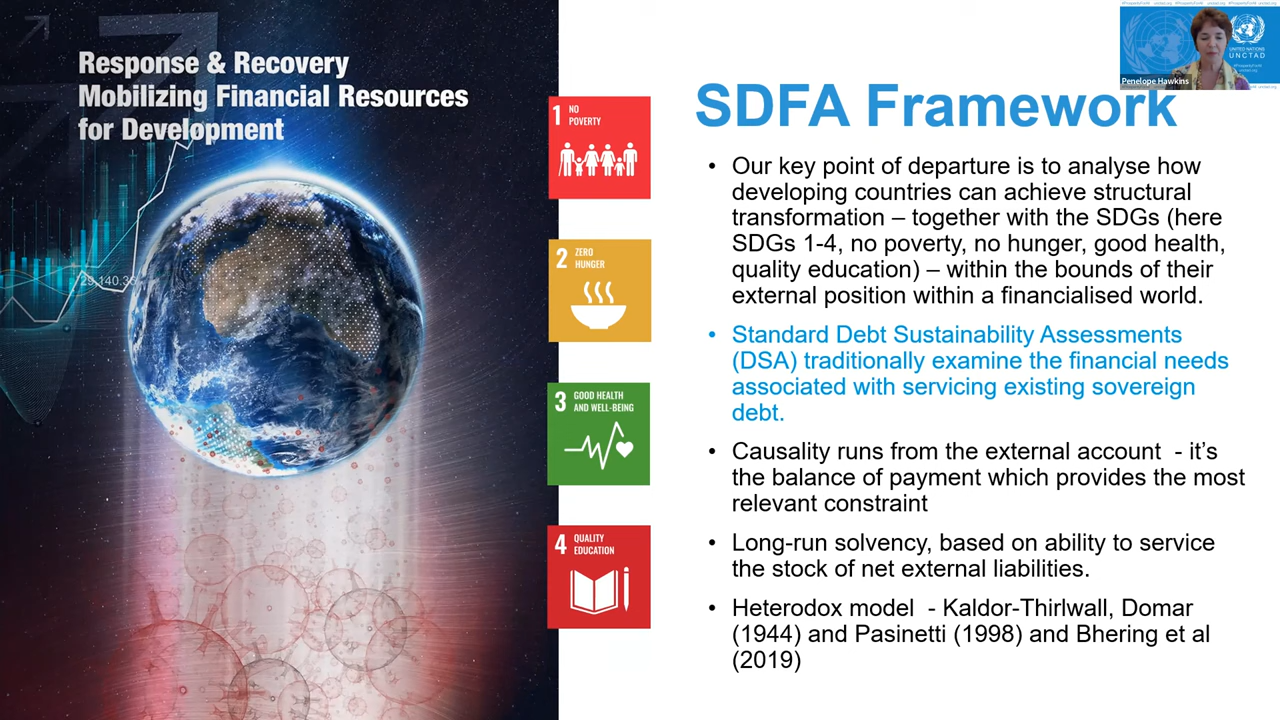 Response & Recovery
Mobilizing Financial Resources
for Development
29,140.36
1 NO
POVERTY
2 ZERO
HUNGER
3 GOOD HEALTH
AND WELL-BEING
4 QUALITY
EDUCATION
UNITED NATIONS
UNCTAD
Penelope Hawkins
SDFA Framework
• Our key point of departure is to analyse how
developing countries can achieve structural
transformation – together with the SDGs (here
SDGs 1-4, no poverty, no hunger, good health,
quality education) – within the bounds of their
external position within a financialised world.
• Standard Debt Sustainability Assessments
(DSA) traditionally examine the financial needs
associated with servicing existing sovereign
debt.
• Causality runs from the external account  - it’s
the balance of payment which provides the most
relevant constraint
• Long-run solvency, based on ability to service
the stock of net external liabilities.
• Heterodox model  - Kaldor-Thirlwall, Domar
(1944) and Pasinetti (1998) and Bhering et al
(2019)